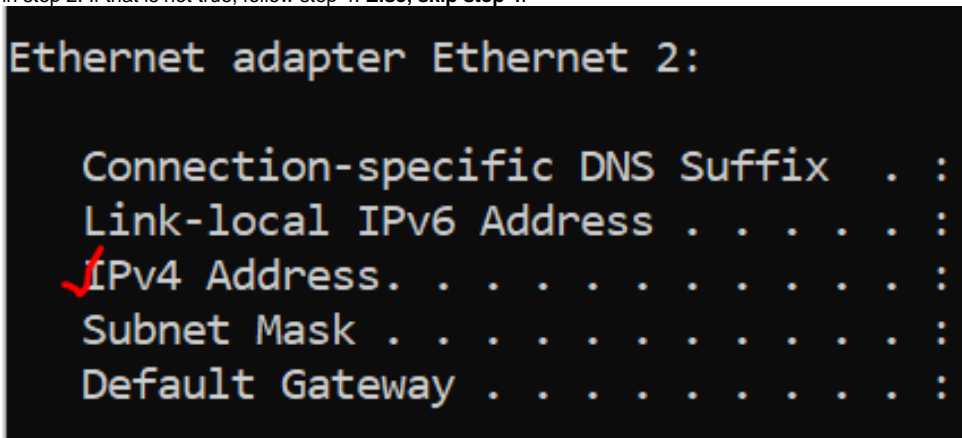 in step 2. If that is not true, follow step 4. Else, skip step 4.
Ethernet adapter Ethernet 2:
Connection-specific DNS Suffix . :
Link-local IPv6 Address . . . . . :
IPv4 Address. . . . . . . . . . . :
Subnet Mask . . . . . . . . . . . :
Default Gateway . . . . . . . . . :